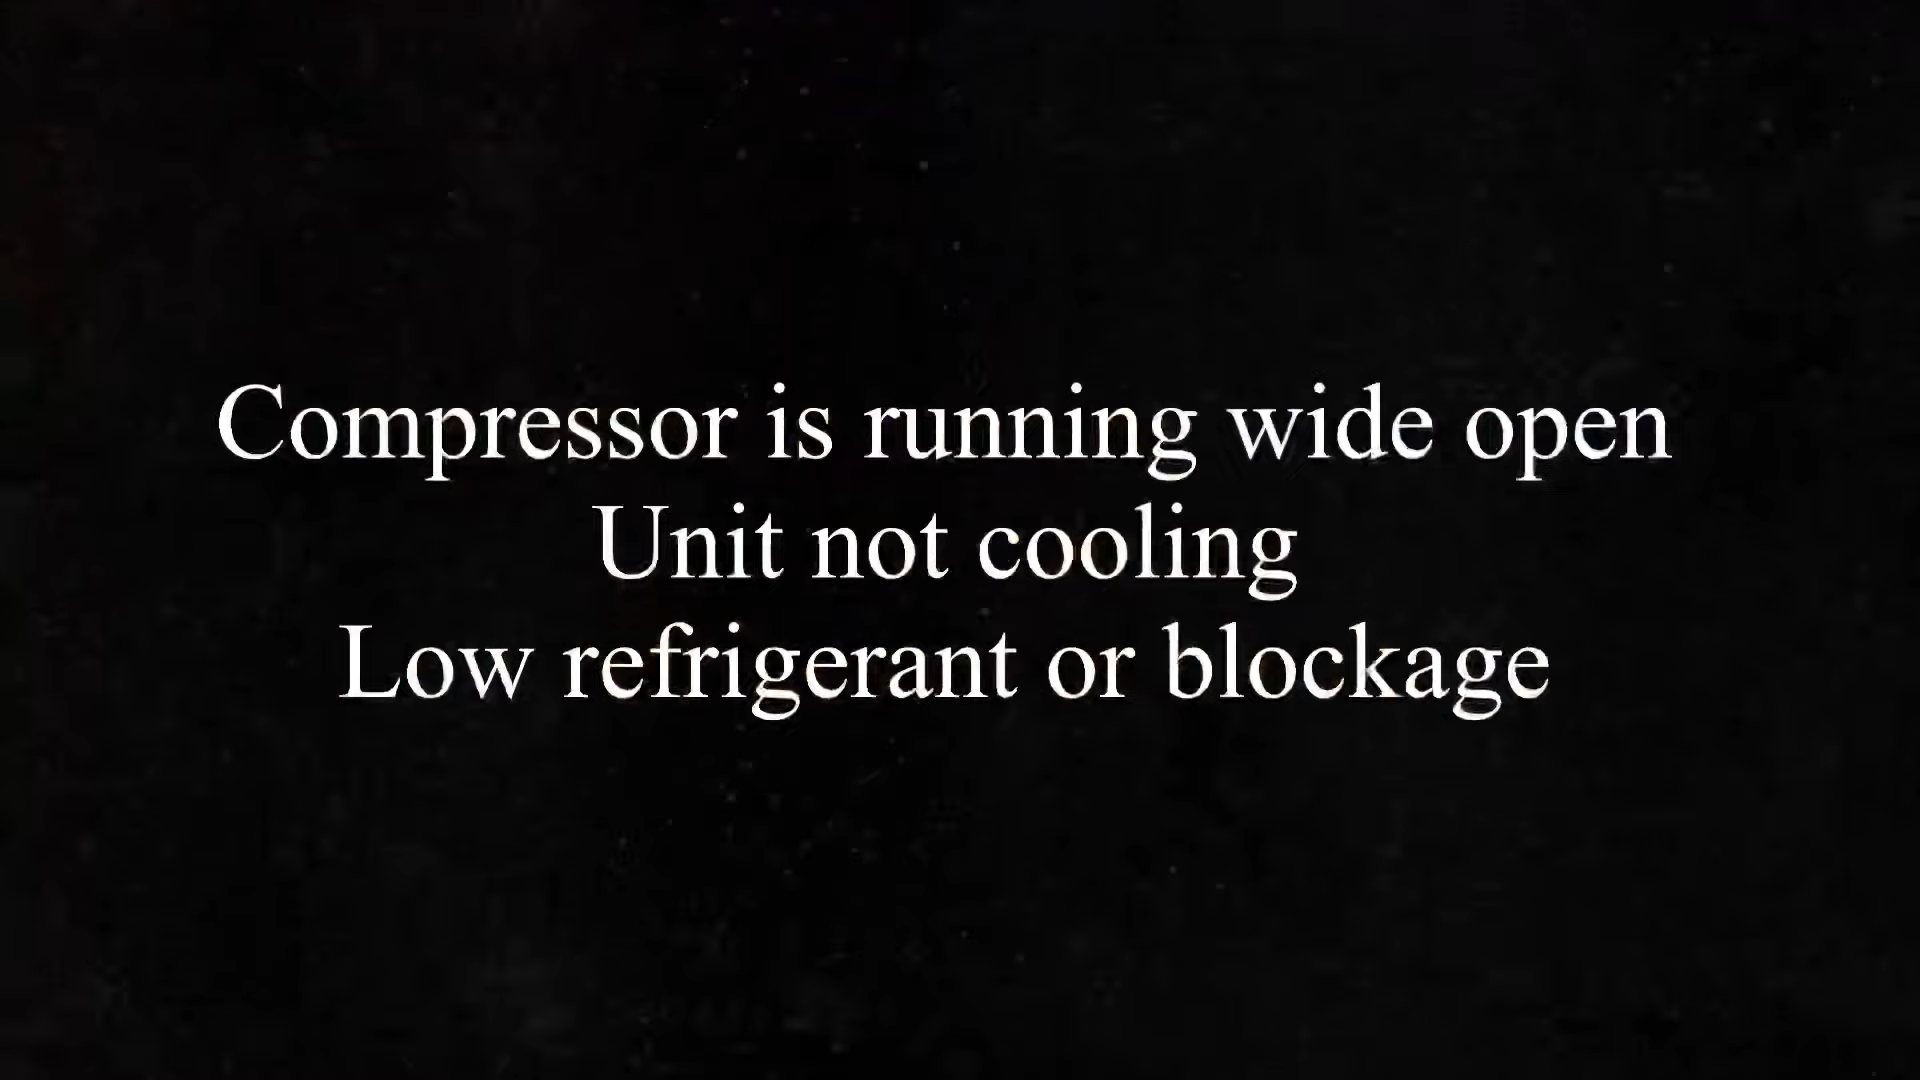 Compressor is running wide open
Unit not cooling
Low refrigerant or blockage